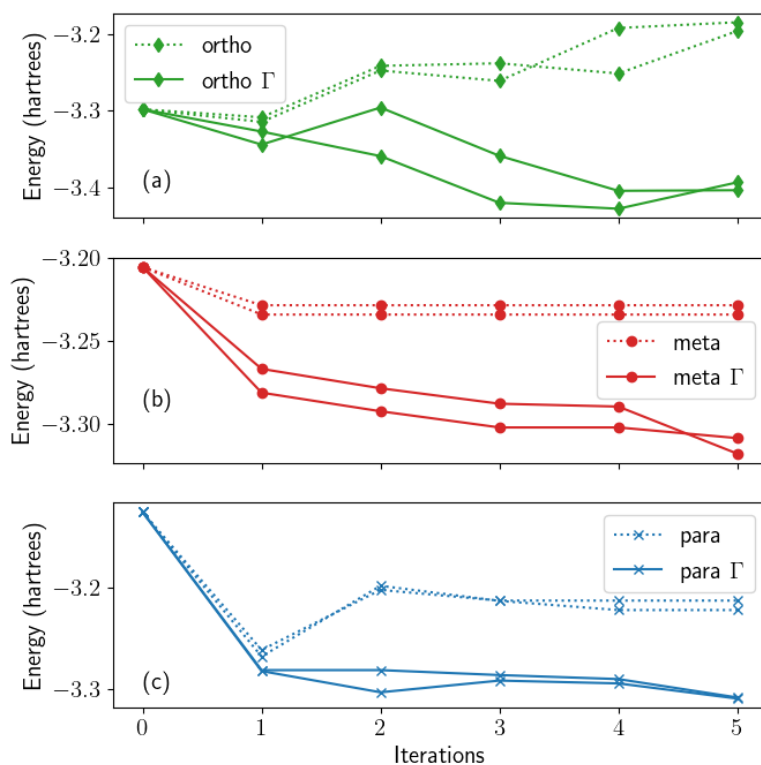 −3.2
−3.3
−3.4
Energy (hartrees)
ortho
ortho Γ
(a)
−3.20
−3.25
−3.30
Energy (hartrees)
meta
meta Γ
(b)
−3.2
−3.3
Energy (hartrees)
para
para Γ
(c)
0 1 2 3 4 5
Iterations